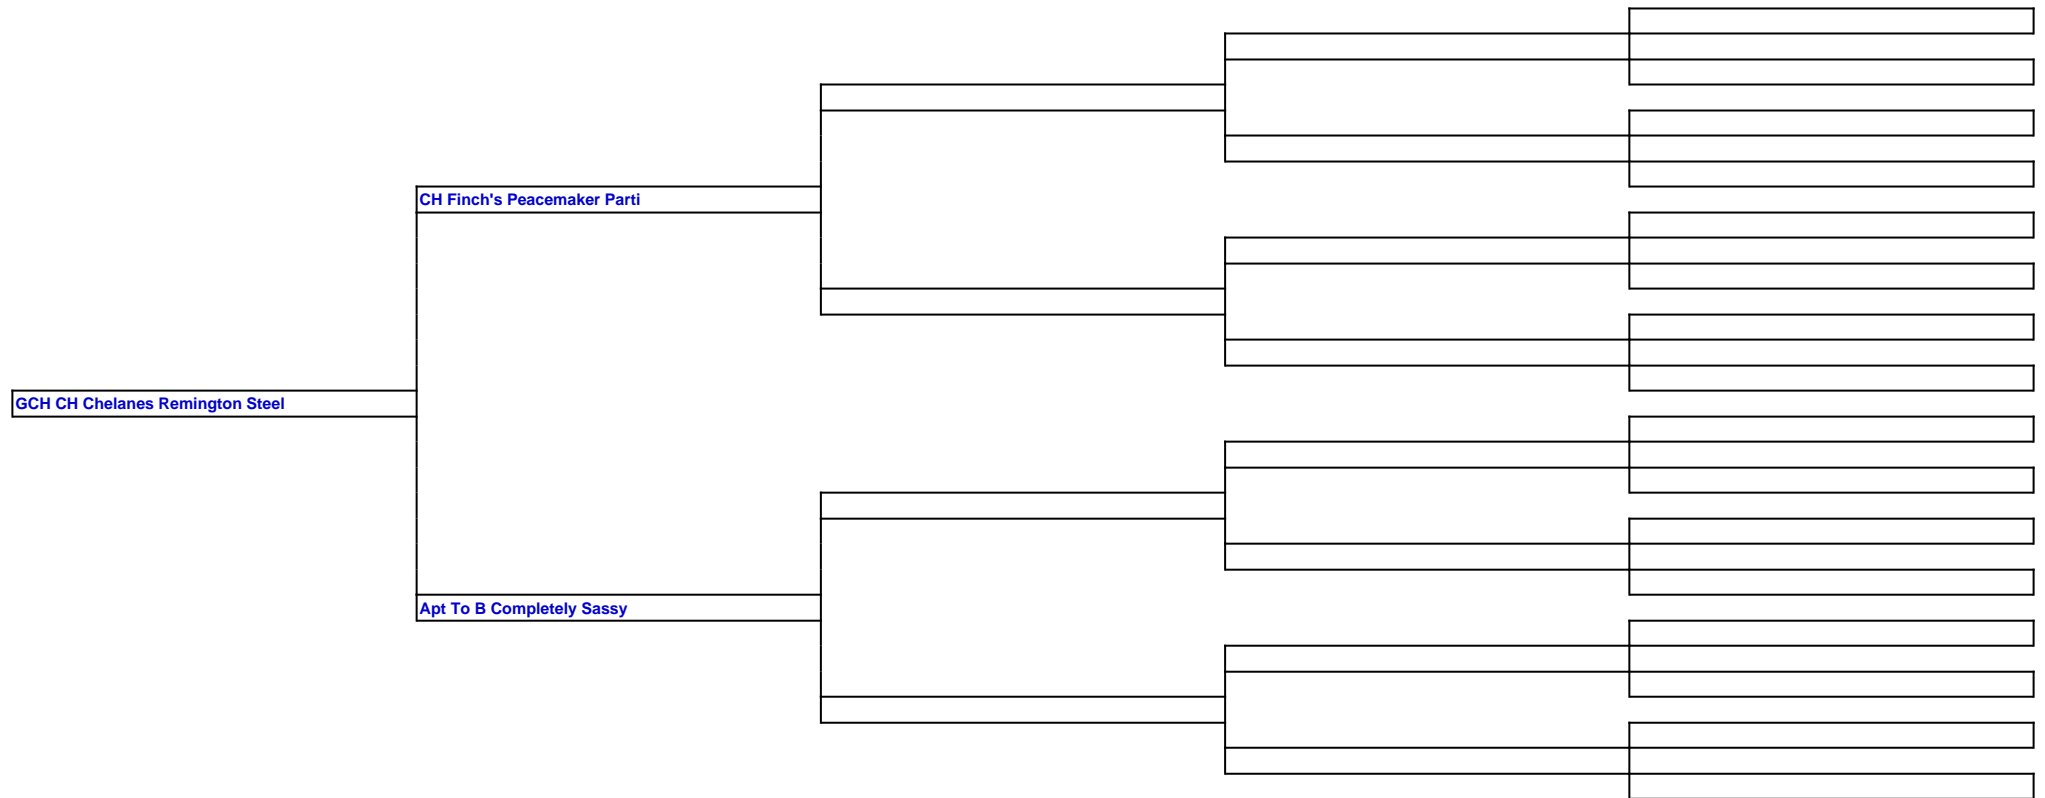 CH Finch's Peacemaker Parti
GCH CH Chelanes Remington Steel
Apt To B Completely Sassy